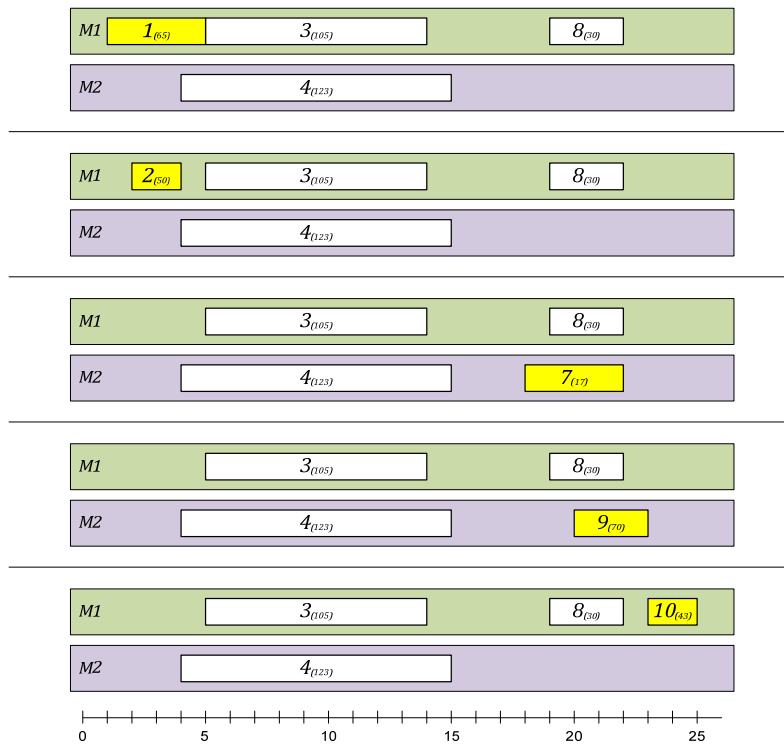 M1 1(65) 3(105) 8(30)
M2 4(123)
M1 2(50) 3(105) 8(30)
M2 4(123)
M1 3(105) 8(30)
M2 4(123) 7(17)
M1 3(105) 8(30)
M2 4(123) 9(70)
M1 3(105) 8(30) 10(43)
M2 4(123)
0 5 10 15 20 25